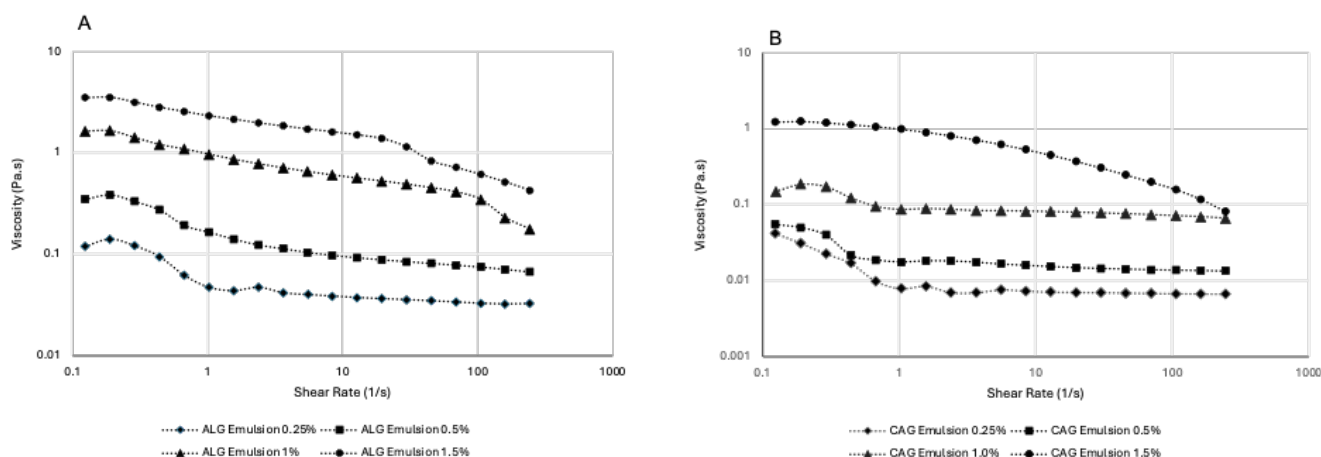 A
10
1
0.1
0.01
Viscosity (Pa.s)
0.1 1 10 100 1000
Shear Rate (1/s)
ALG Emulsion 0.25% ALG Emulsion 0.5%
ALG Emulsion 1% ALG Emulsion 1.5%
B
10
1
0.1
0.01
0.001
Viscosity (Pa.s)
0.1 1 10 100 1000
Shear Rate (1/s)
CAG Emulsion 0.25% CAG Emulsion 0.5%
CAG Emulsion 1.0% CAG Emulsion 1.5%